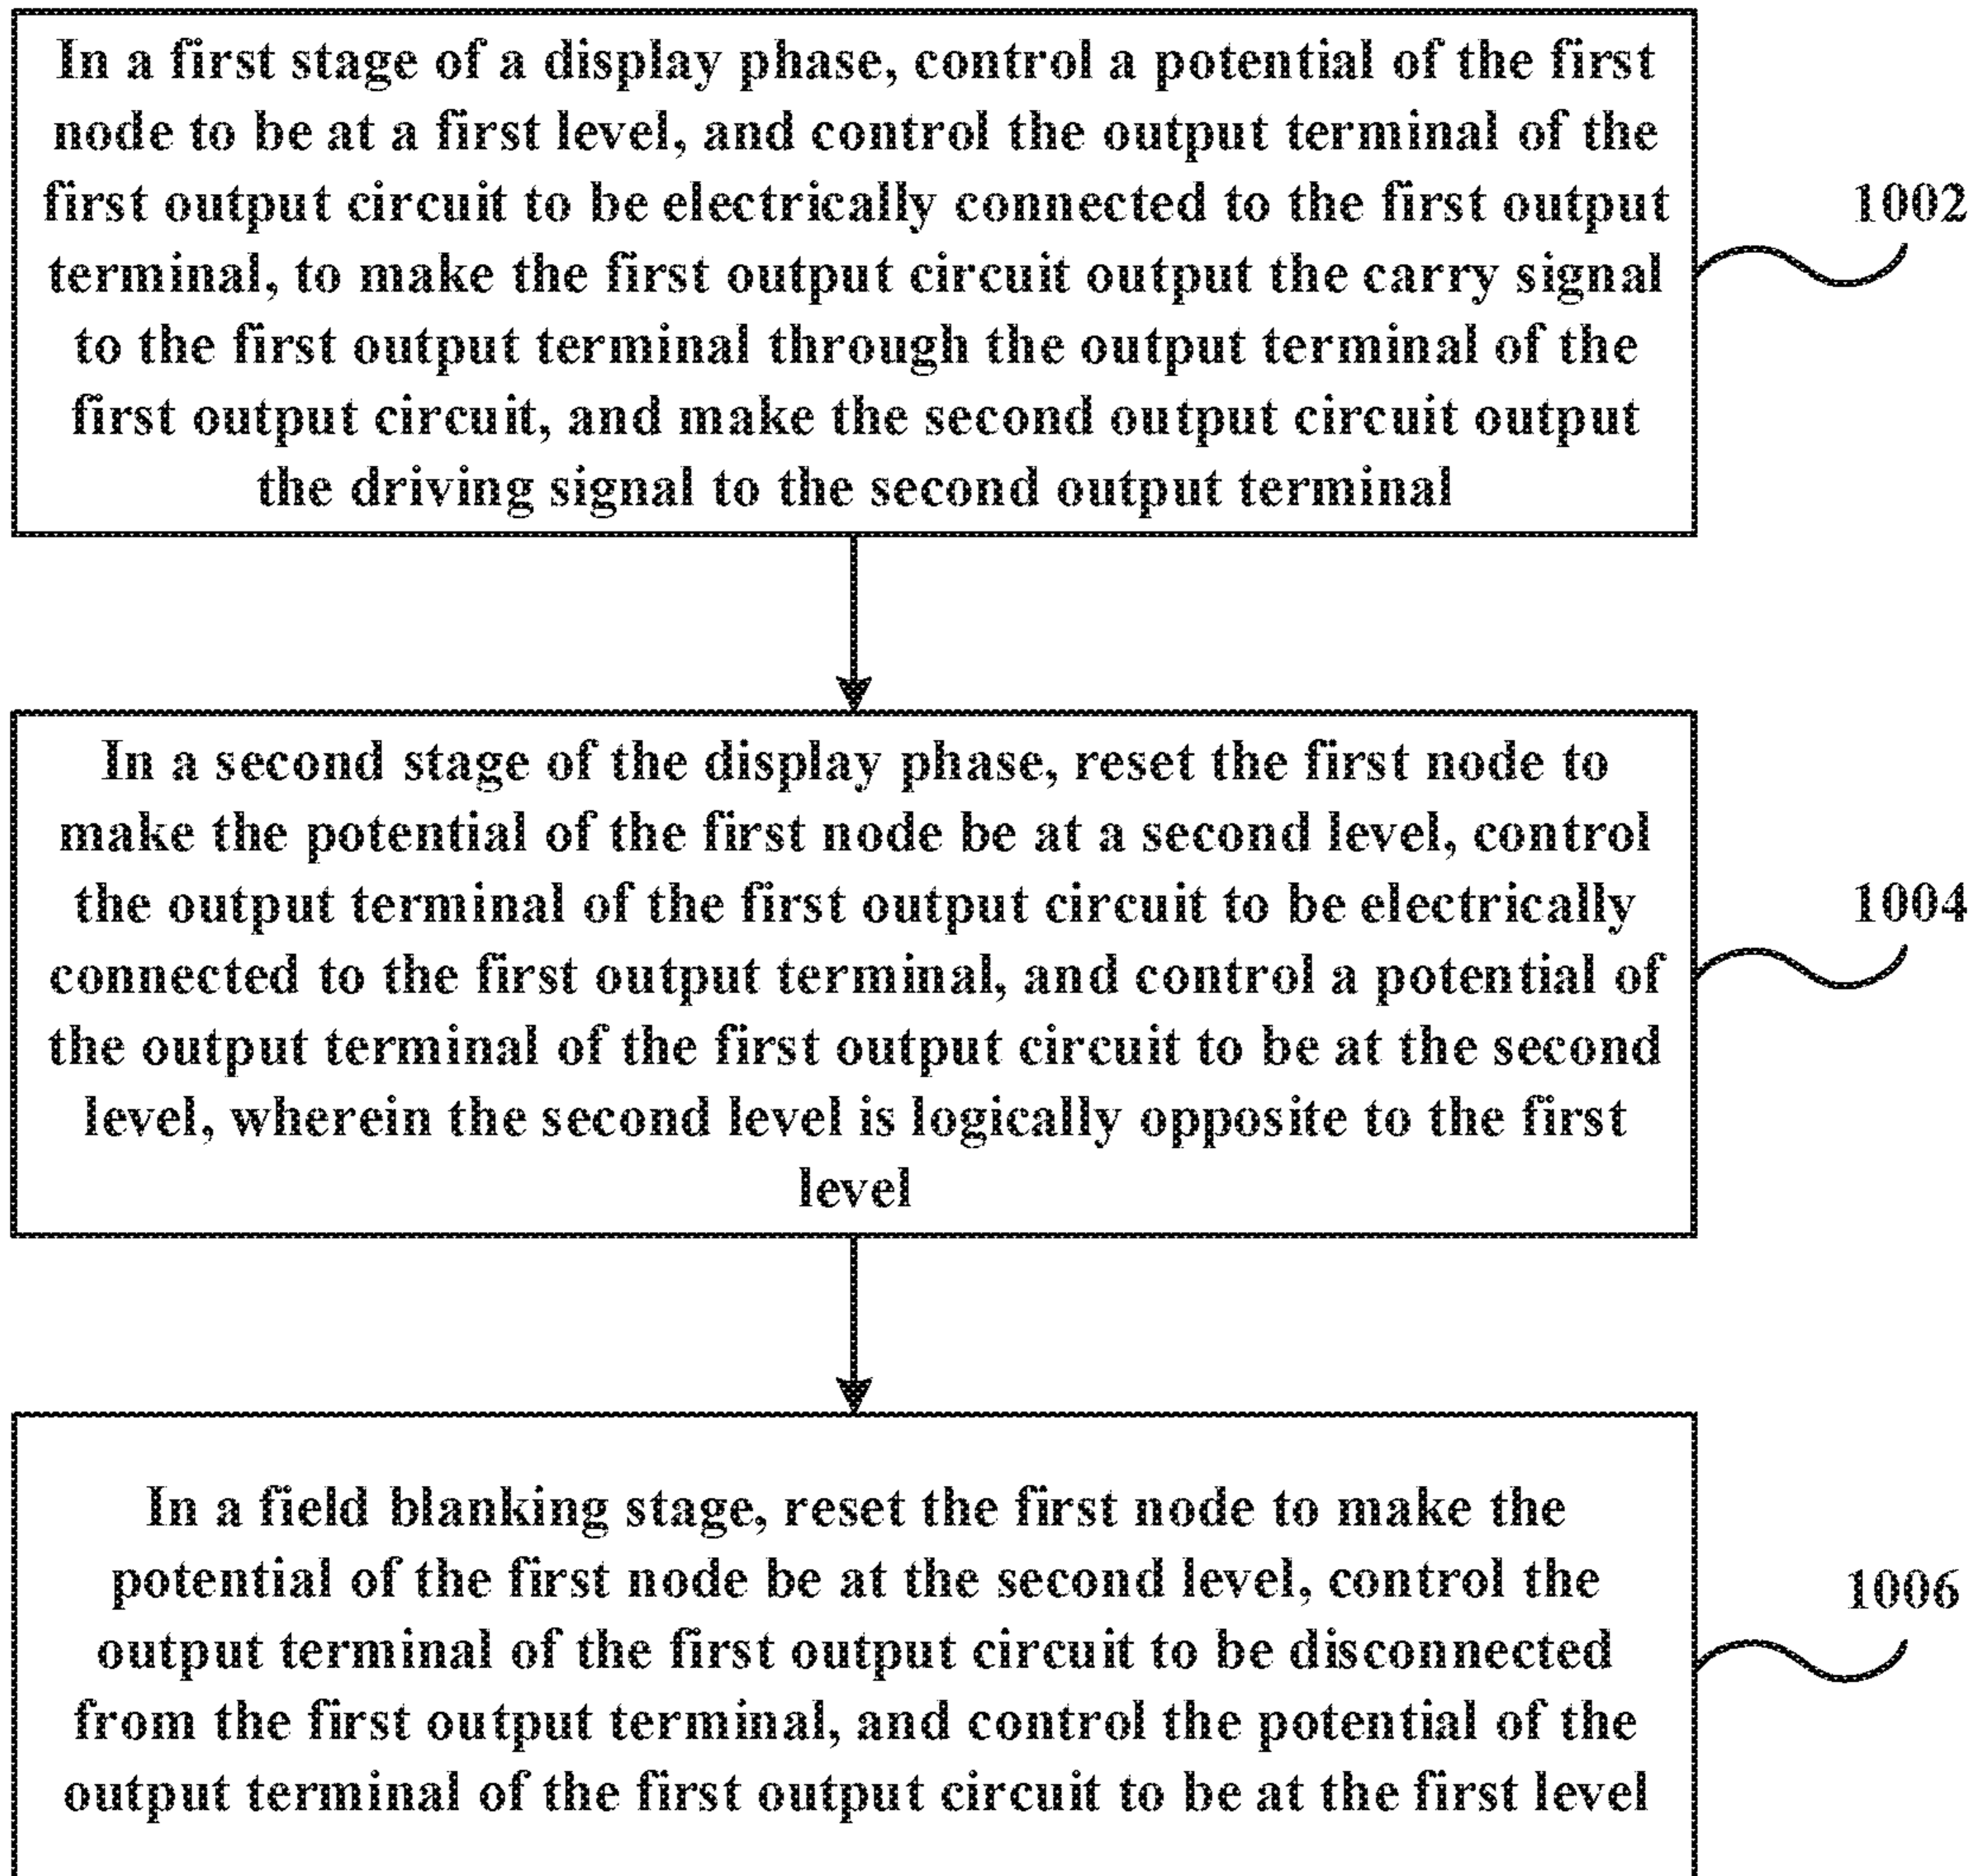 In a first stage of a display phase, control a potential of the first
node to be at a first level, and control the output terminal of the
first output circuit to be electrically connected to the first output
terminal, to make the first output circuit output the carry signal
to the first output terminal through the output terminal of the
first output circuit, and make the second output circuit output
the driving signal to the second output terminal
1002
In a second stage of the display phase, reset the first node to
make the potential of the first node be at a second level, control
the output terminal of the first output circuit to be electrically
connected to the first output terminal, and control a potential of
the output terminal of the first output circuit to be at the second
level, wherein the second level is logically opposite to the first
level
1004
In a field blanking stage, reset the first node to make the
potential of the first node be at the second level, control the
output terminal of the first output circuit to be disconnected
from the first output terminal, and control the potential of the
output terminal of the first output circuit to be at the first level
1006